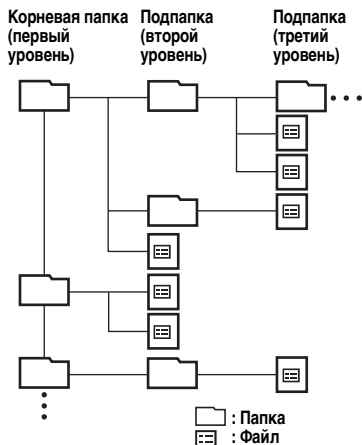 Корневая папка
(первый
уровень)
Подпапка
(второй
уровень)
Подпапка
(третий
уровень)
: Папка
: Файл